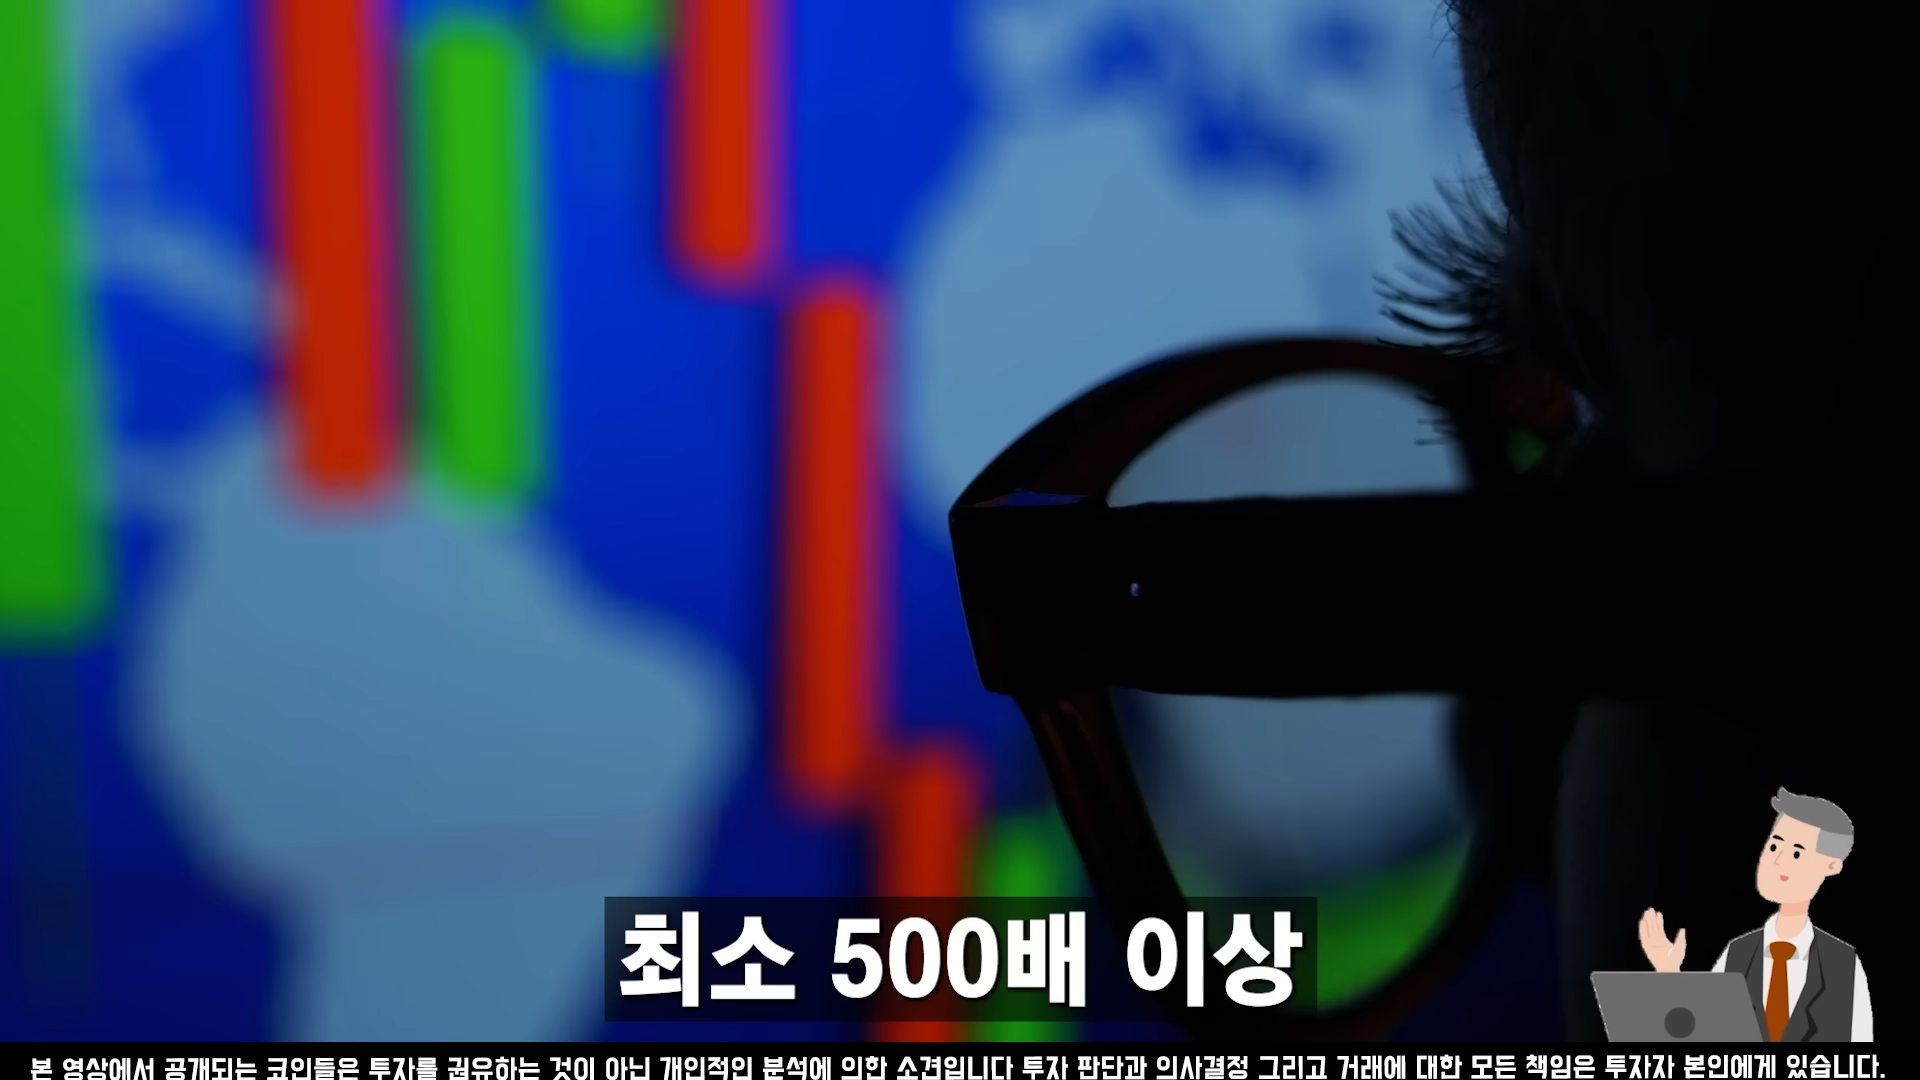 최소 500배 이상
본 영상에서 공개되는 코인들은 투자를 권유하는 것이 아닌 개인적인 분석에 의한 소견입니다 투자 판단과 의사결정 그리고 거래에 대한 모든 책임은 투자자 본인에게 있습니다.